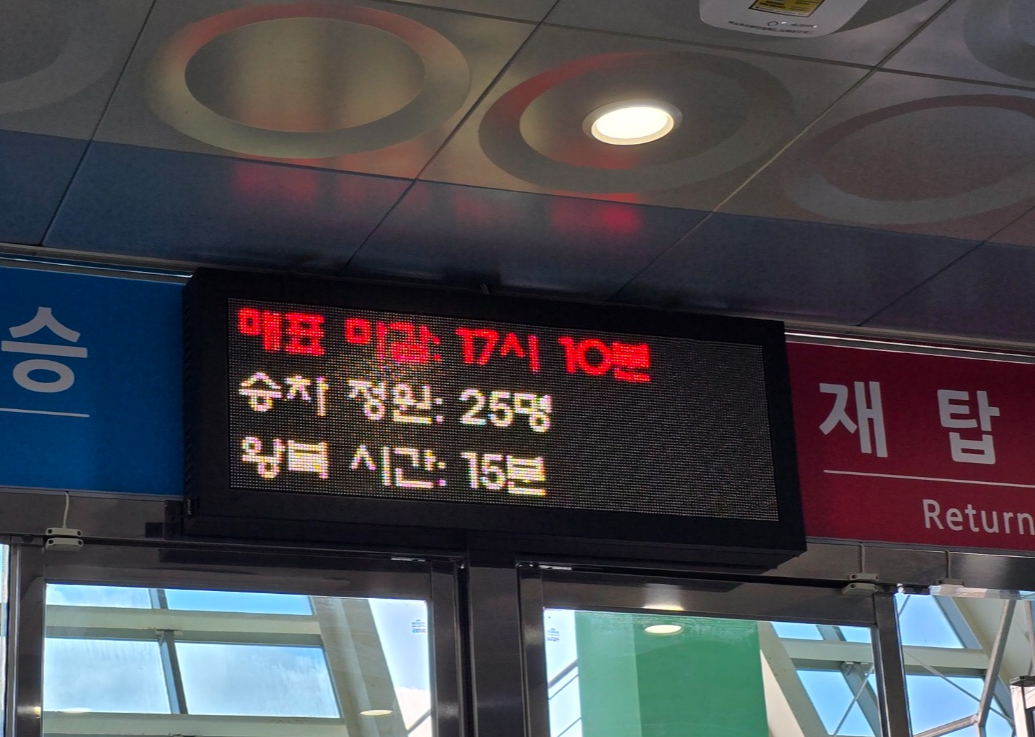 승
매표 마감: 17시 10분
승차 정원: 25명
왕복 시간: 15분
재 탑
Return